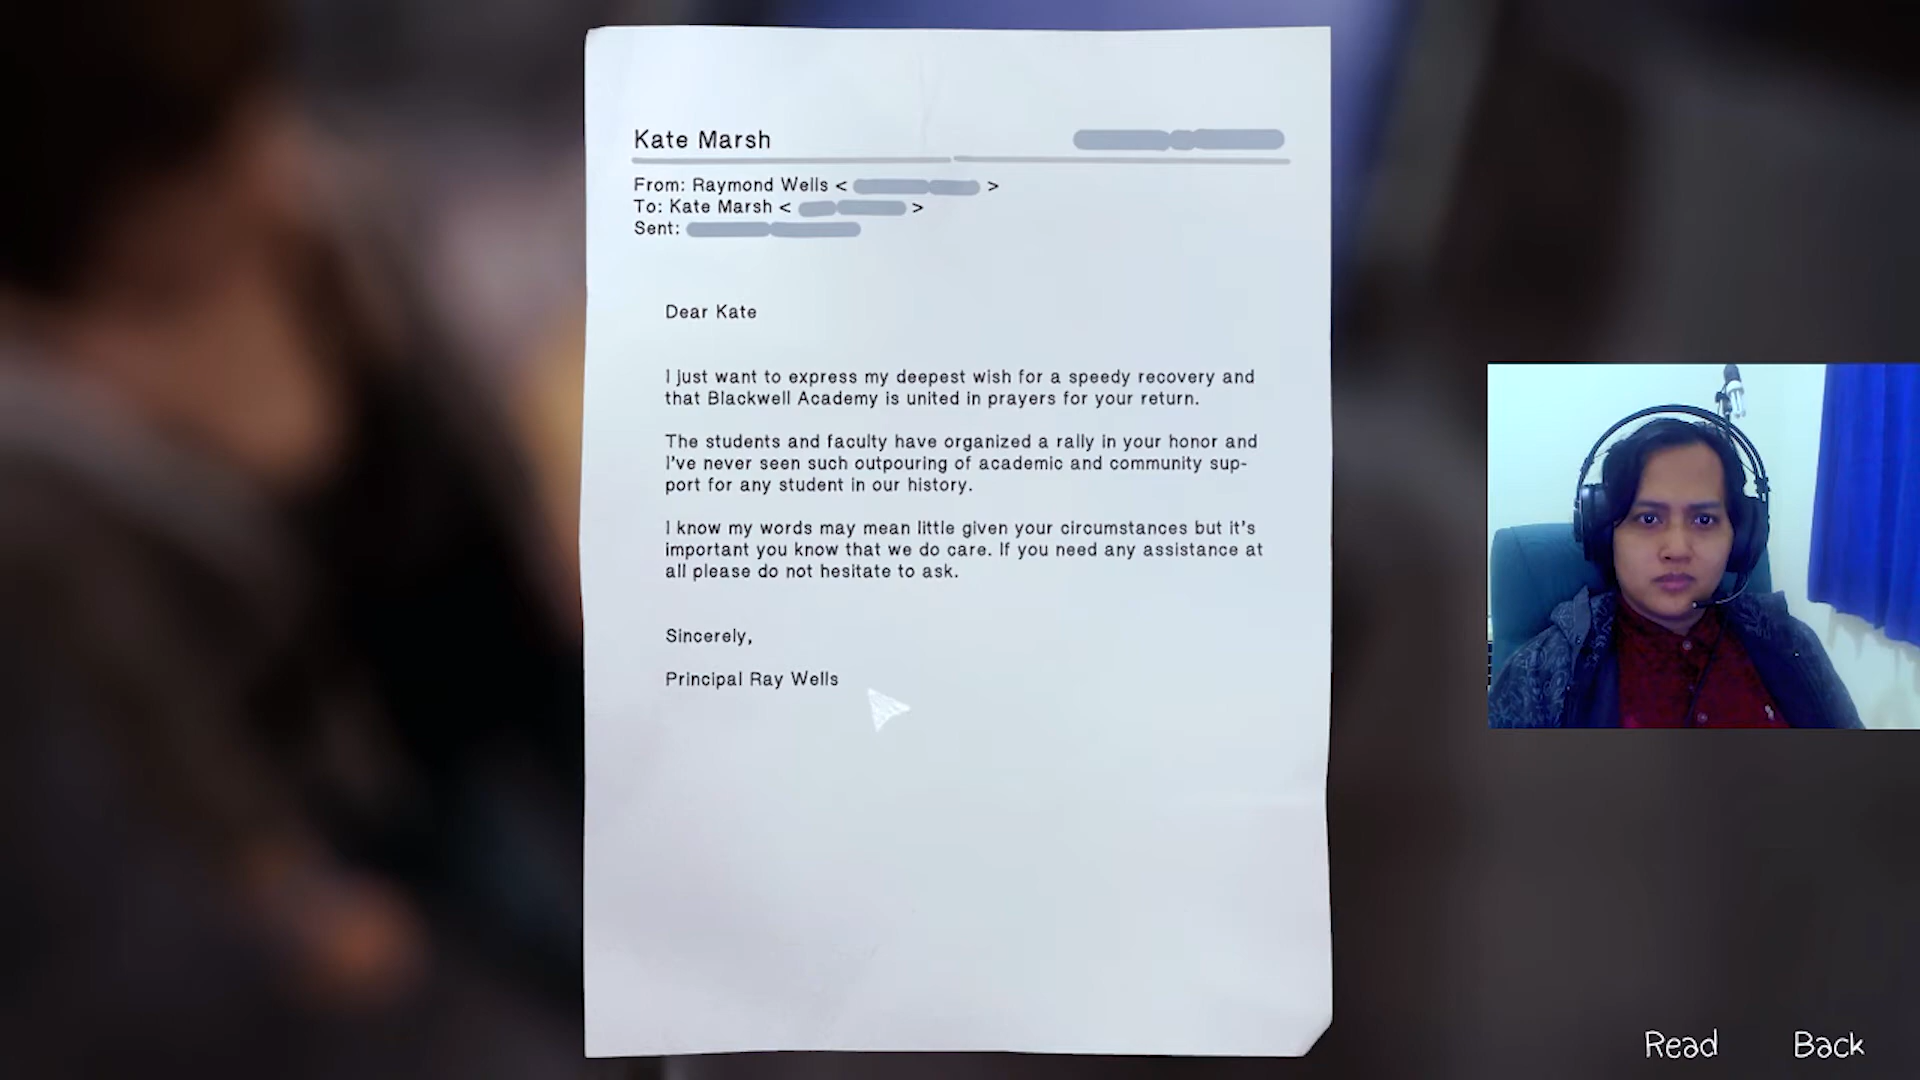 Kate Marsh
From: Raymond Wells < >
To: Kate Marsh < >
Sent:
Dear Kate
I just want to express my deepest wish for a speedy recovery and
that Blackwell Academy is united in prayers for your return.
The students and faculty have organized a rally in your honor and
I've never seen such outpouring of academic and community sup-
port for any student in our history.
I know my words may mean little given your circumstances but it's
important you know that we do care. If you need any assistance at
all please do not hesitate to ask.
Sincerely,
Principal Ray Wells
Read Back